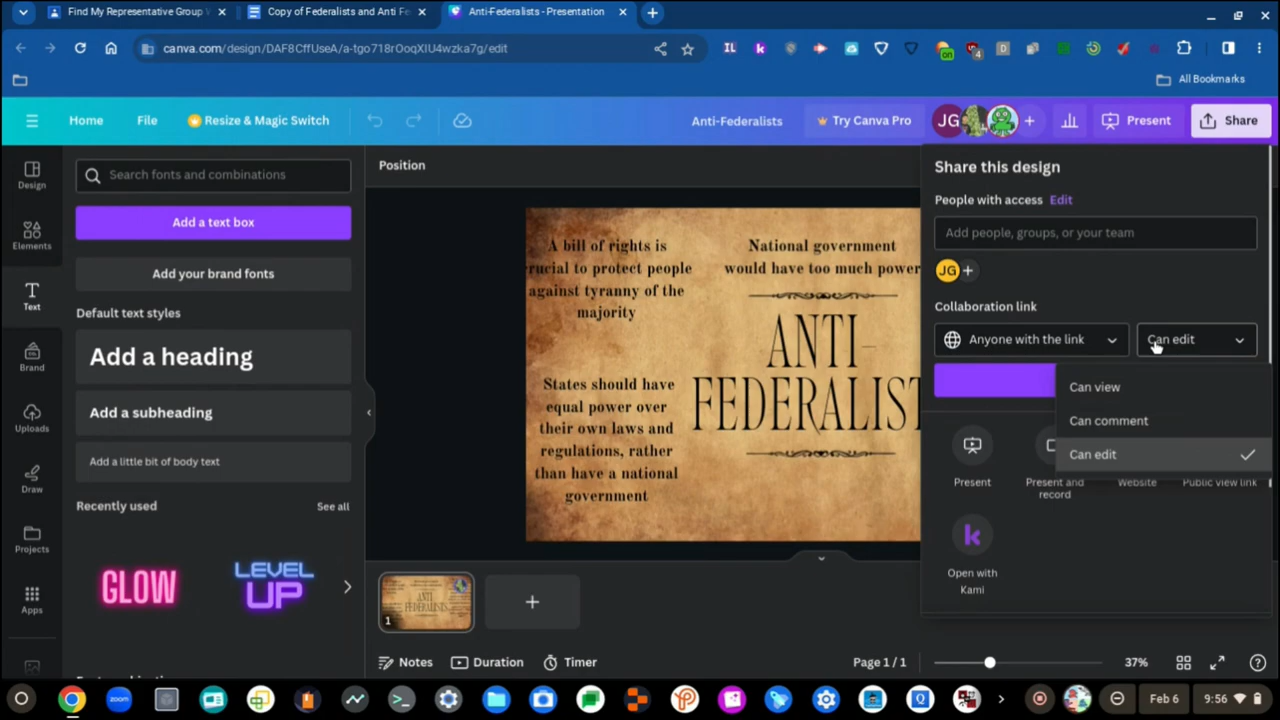 Find My Representative Group
Copy of Federalists and Anti Fe
Anti-Federalists - Presentation
canva.com/design/DAF8CffUseA/a-tgo718rOoqXIU4wzka7g/edit
All Bookmarks
Home
File
Resize & Magic Switch
Anti-Federalists
Try Canva Pro
JG
Present
Share
Design
Elements
Text
Brand
Uploads
Draw
Projects
Apps
Search fonts and combinations
Add a text box
Add your brand fonts
Default text styles
Add a heading
Add a subheading
Add a little bit of body text
Recently used
See all
GLOW
LEVEL
UP
Position
A bill of rights is
rucial to protect people
against tyranny of the
majority
States should have
equal power over
their own laws and
regulations, rather
than have a national
government
National government
would have too much power
ANTI-
FEDERALIST
1
Notes
Duration
Timer
Page 1 / 1
37%
Share this design
People with access
Edit
Add people, groups, or your team
JG
Collaboration link
Anyone with the link
Can edit
Can view
Can comment
Can edit
Present
Present and
record
Website
Public view link
Open with
Kami
Feb 6
9:56